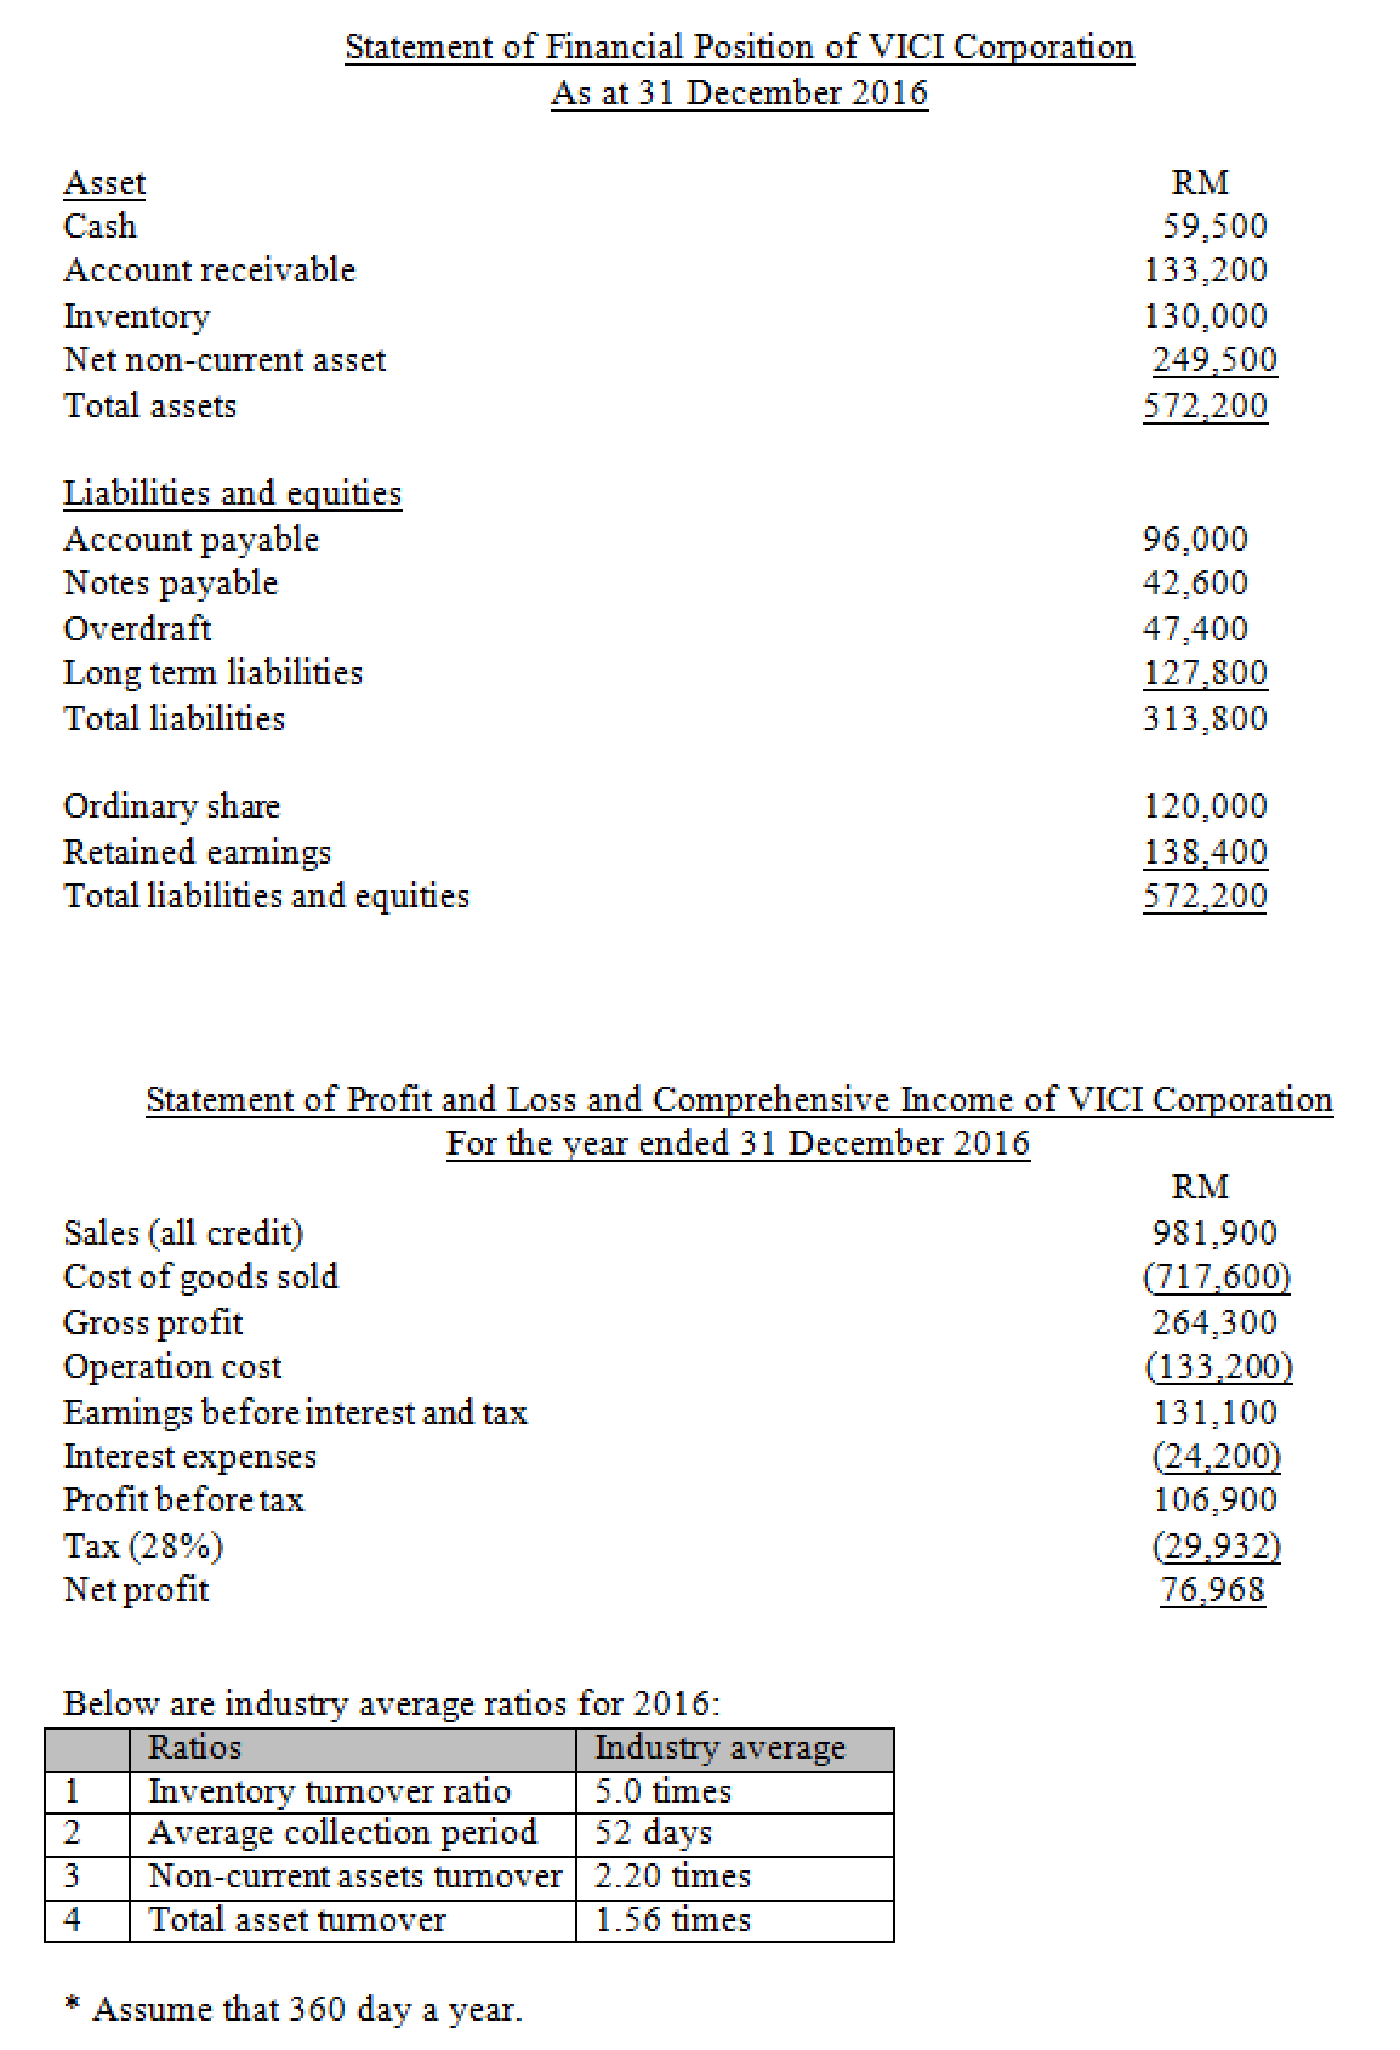 Statement of Financial Position of VICI Corporation
As at 31 December 2016
Asset RM
Cash 59,500
Account receivable 133,200
Inventory 130,000
Net non-current asset 249,500
Total assets 572,200
Liabilities and equities
Account payable 96,000
Notes payable 42,600
Overdraft 47,400
Long term liabilities 127,800
Total liabilities 313,800
Ordinary share 120,000
Retained earnings 138,400
Total liabilities and equities 572,200
Statement of Profit and Loss and Comprehensive Income of VICI Corporation
For the year ended 31 December 2016
RM
Sales (all credit) 981,900
Cost of goods sold (717,600)
Gross profit 264,300
Operation cost (133,200)
Earnings before interest and tax 131,100
Interest expenses (24,200)
Profit before tax 106,900
Tax (28%) (29,932)
Net profit 76,968
Below are industry average ratios for 2016:
Ratios Industry average
1 Inventory turnover ratio 5.0 times
2 Average collection period 52 days
3 Non-current assets turnover 2.20 times
4 Total asset turnover 1.56 times
* Assume that 360 day a year.